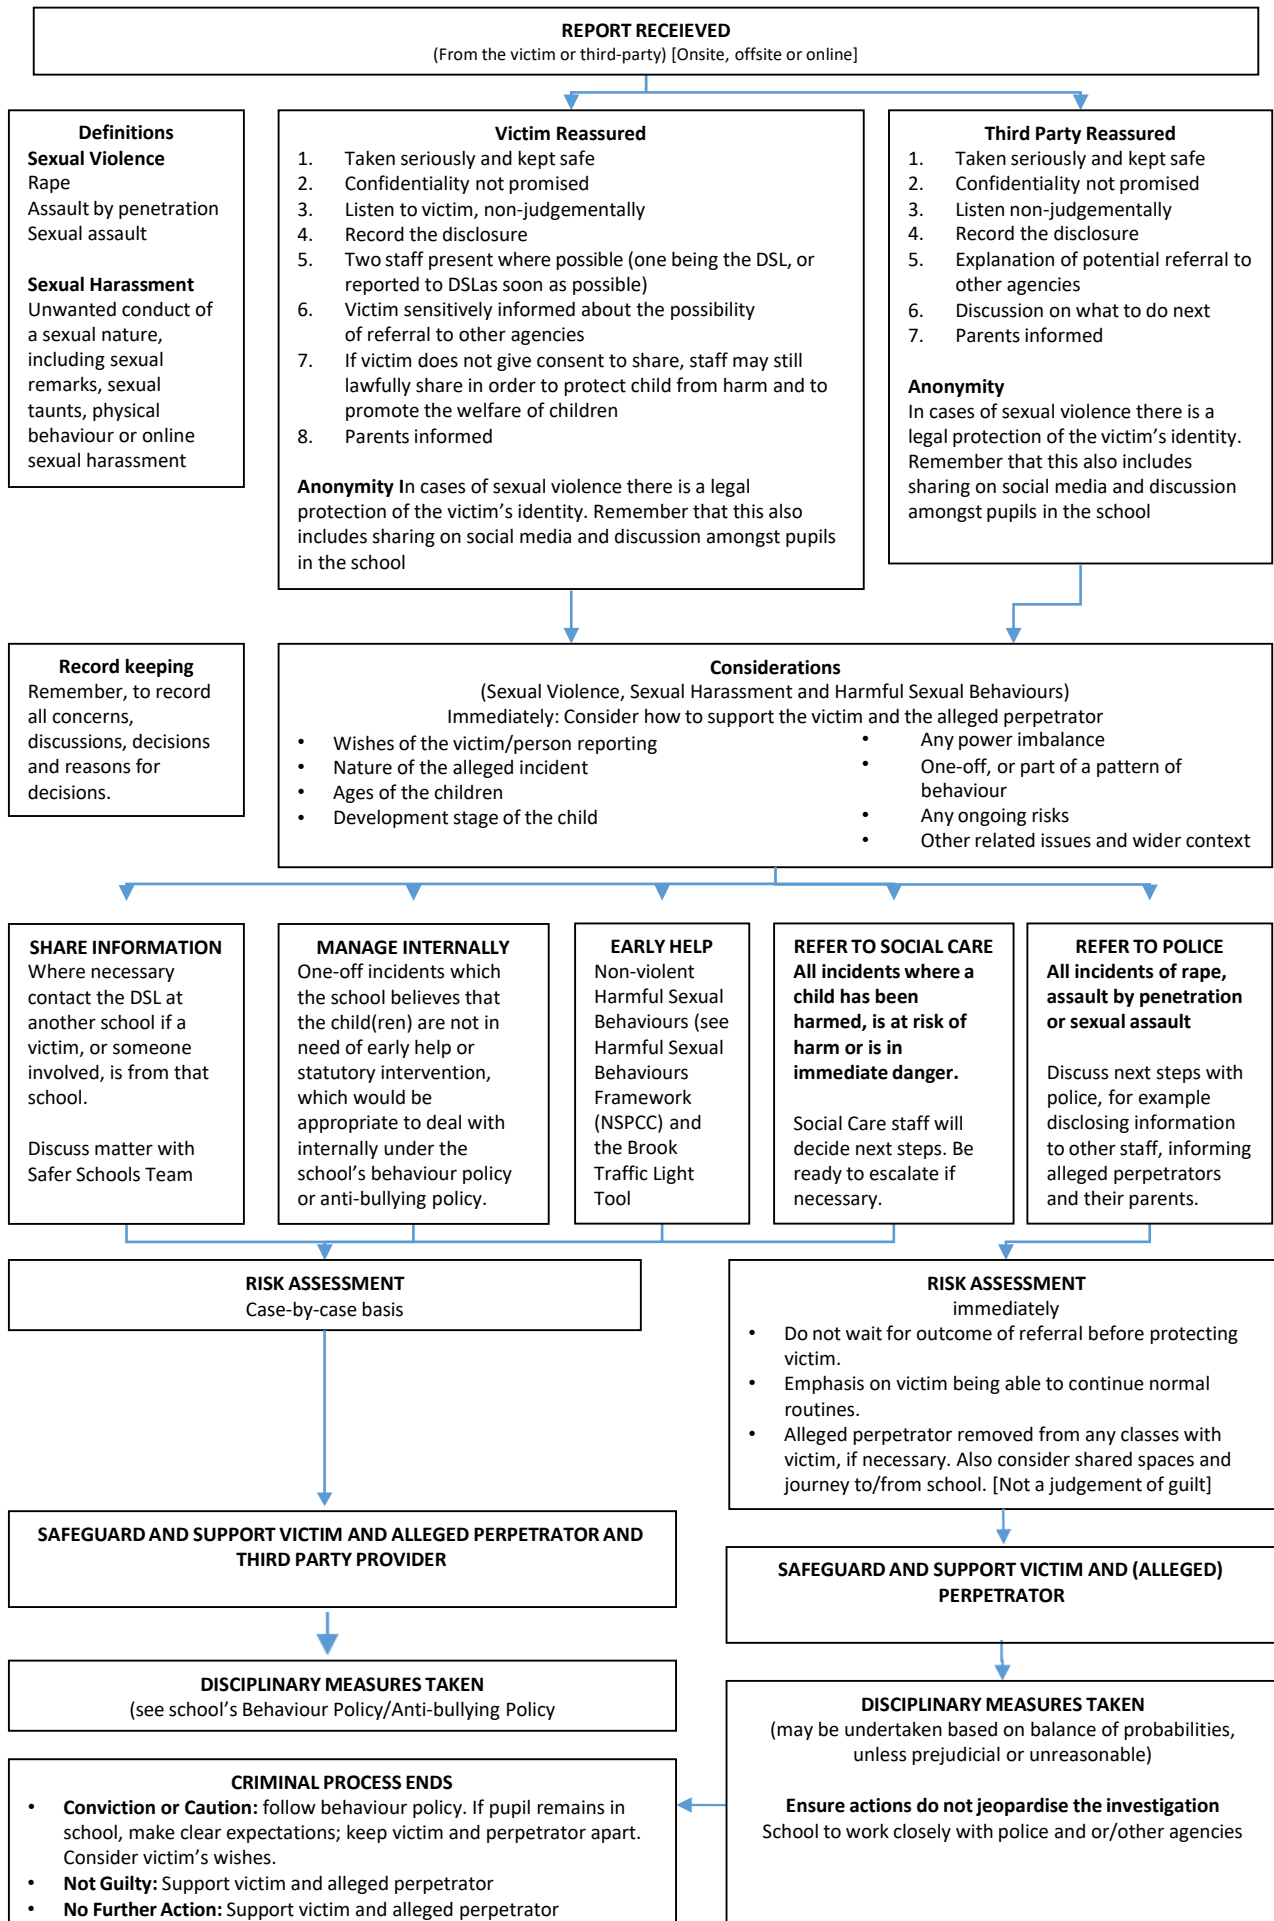 REPORT RECEIEVED
(From the victim or third-party) [Onsite, offsite or online]
Definitions
Sexual Violence
Rape
Assault by penetration
Sexual assault
Sexual Harassment
Unwanted conduct of
a sexual nature,
including sexual
remarks, sexual
taunts, physical
behaviour or online
sexual harassment
Victim Reassured
1. Taken seriously and kept safe
2. Confidentiality not promised
3. Listen to victim, non-judgementally
4. Record the disclosure
5. Two staff present where possible (one being the DSL, or
reported to DSLas soon as possible)
6. Victim sensitively informed about the possibility
of referral to other agencies
7. If victim does not give consent to share, staff may still
lawfully share in order to protect child from harm and to
promote the welfare of children
8. Parents informed
Anonymity In cases of sexual violence there is a legal
protection of the victim's identity. Remember that this also
includes sharing on social media and discussion amongst pupils
in the school
Third Party Reassured
1. Taken seriously and kept safe
2. Confidentiality not promised
3. Listen non-judgementally
4. Record the disclosure
5. Explanation of potential referral to
other agencies
6. Discussion on what to do next
7. Parents informed
Anonymity
In cases of sexual violence there is a
legal protection of the victim's identity.
Remember that this also includes
sharing on social media and discussion
amongst pupils in the school
Record keeping
Remember, to record
all concerns,
discussions, decisions
and reasons for
decisions.
Considerations
(Sexual Violence, Sexual Harassment and Harmful Sexual Behaviours)
Immediately: Consider how to support the victim and the alleged perpetrator
• Wishes of the victim/person reporting
• Nature of the alleged incident
• Ages of the children
• Development stage of the child
• Any power imbalance
• One-off, or part of a pattern of
behaviour
• Any ongoing risks
• Other related issues and wider context
SHARE INFORMATION
Where necessary
contact the DSL at
another school if a
victim, or someone
involved, is from that
school.
Discuss matter with
Safer Schools Team
MANAGE INTERNALLY
One-off incidents which
the school believes that
the child(ren) are not in
need of early help or
statutory intervention,
which would be
appropriate to deal with
internally under the
school's behaviour policy
or anti-bullying policy.
EARLY HELP
Non-violent
Harmful Sexual
Behaviours (see
Harmful Sexual
Behaviours
Framework
(NSPCC) and
the Brook
Traffic Light
Tool
REFER TO SOCIAL CARE
All incidents where a
child has been
harmed, is at risk of
harm or is in
immediate danger.
Social Care staff will
decide next steps. Be
ready to escalate if
necessary.
REFER TO POLICE
All incidents of rape,
assault by penetration
or sexual assault
Discuss next steps with
police, for example
disclosing information
to other staff, informing
alleged perpetrators
and their parents.
RISK ASSESSMENT
Case-by-case basis
RISK ASSESSMENT
immediately
• Do not wait for outcome of referral before protecting
victim.
• Emphasis on victim being able to continue normal
routines.
• Alleged perpetrator removed from any classes with
victim, if necessary. Also consider shared spaces and
journey to/from school. [Not a judgement of guilt]
SAFEGUARD AND SUPPORT VICTIM AND ALLEGED PERPETRATOR AND
THIRD PARTY PROVIDER
SAFEGUARD AND SUPPORT VICTIM AND (ALLEGED)
PERPETRATOR
DISCIPLINARY MEASURES TAKEN
(see school's Behaviour Policy/Anti-bullying Policy
DISCIPLINARY MEASURES TAKEN
(may be undertaken based on balance of probabilities,
unless prejudicial or unreasonable)
Ensure actions do not jeopardise the investigation
School to work closely with police and or/other agencies
CRIMINAL PROCESS ENDS
• Conviction or Caution: follow behaviour policy. If pupil remains in
school, make clear expectations; keep victim and perpetrator apart.
Consider victim's wishes.
• Not Guilty: Support victim and alleged perpetrator
• No Further Action: Support victim and alleged perpetrator